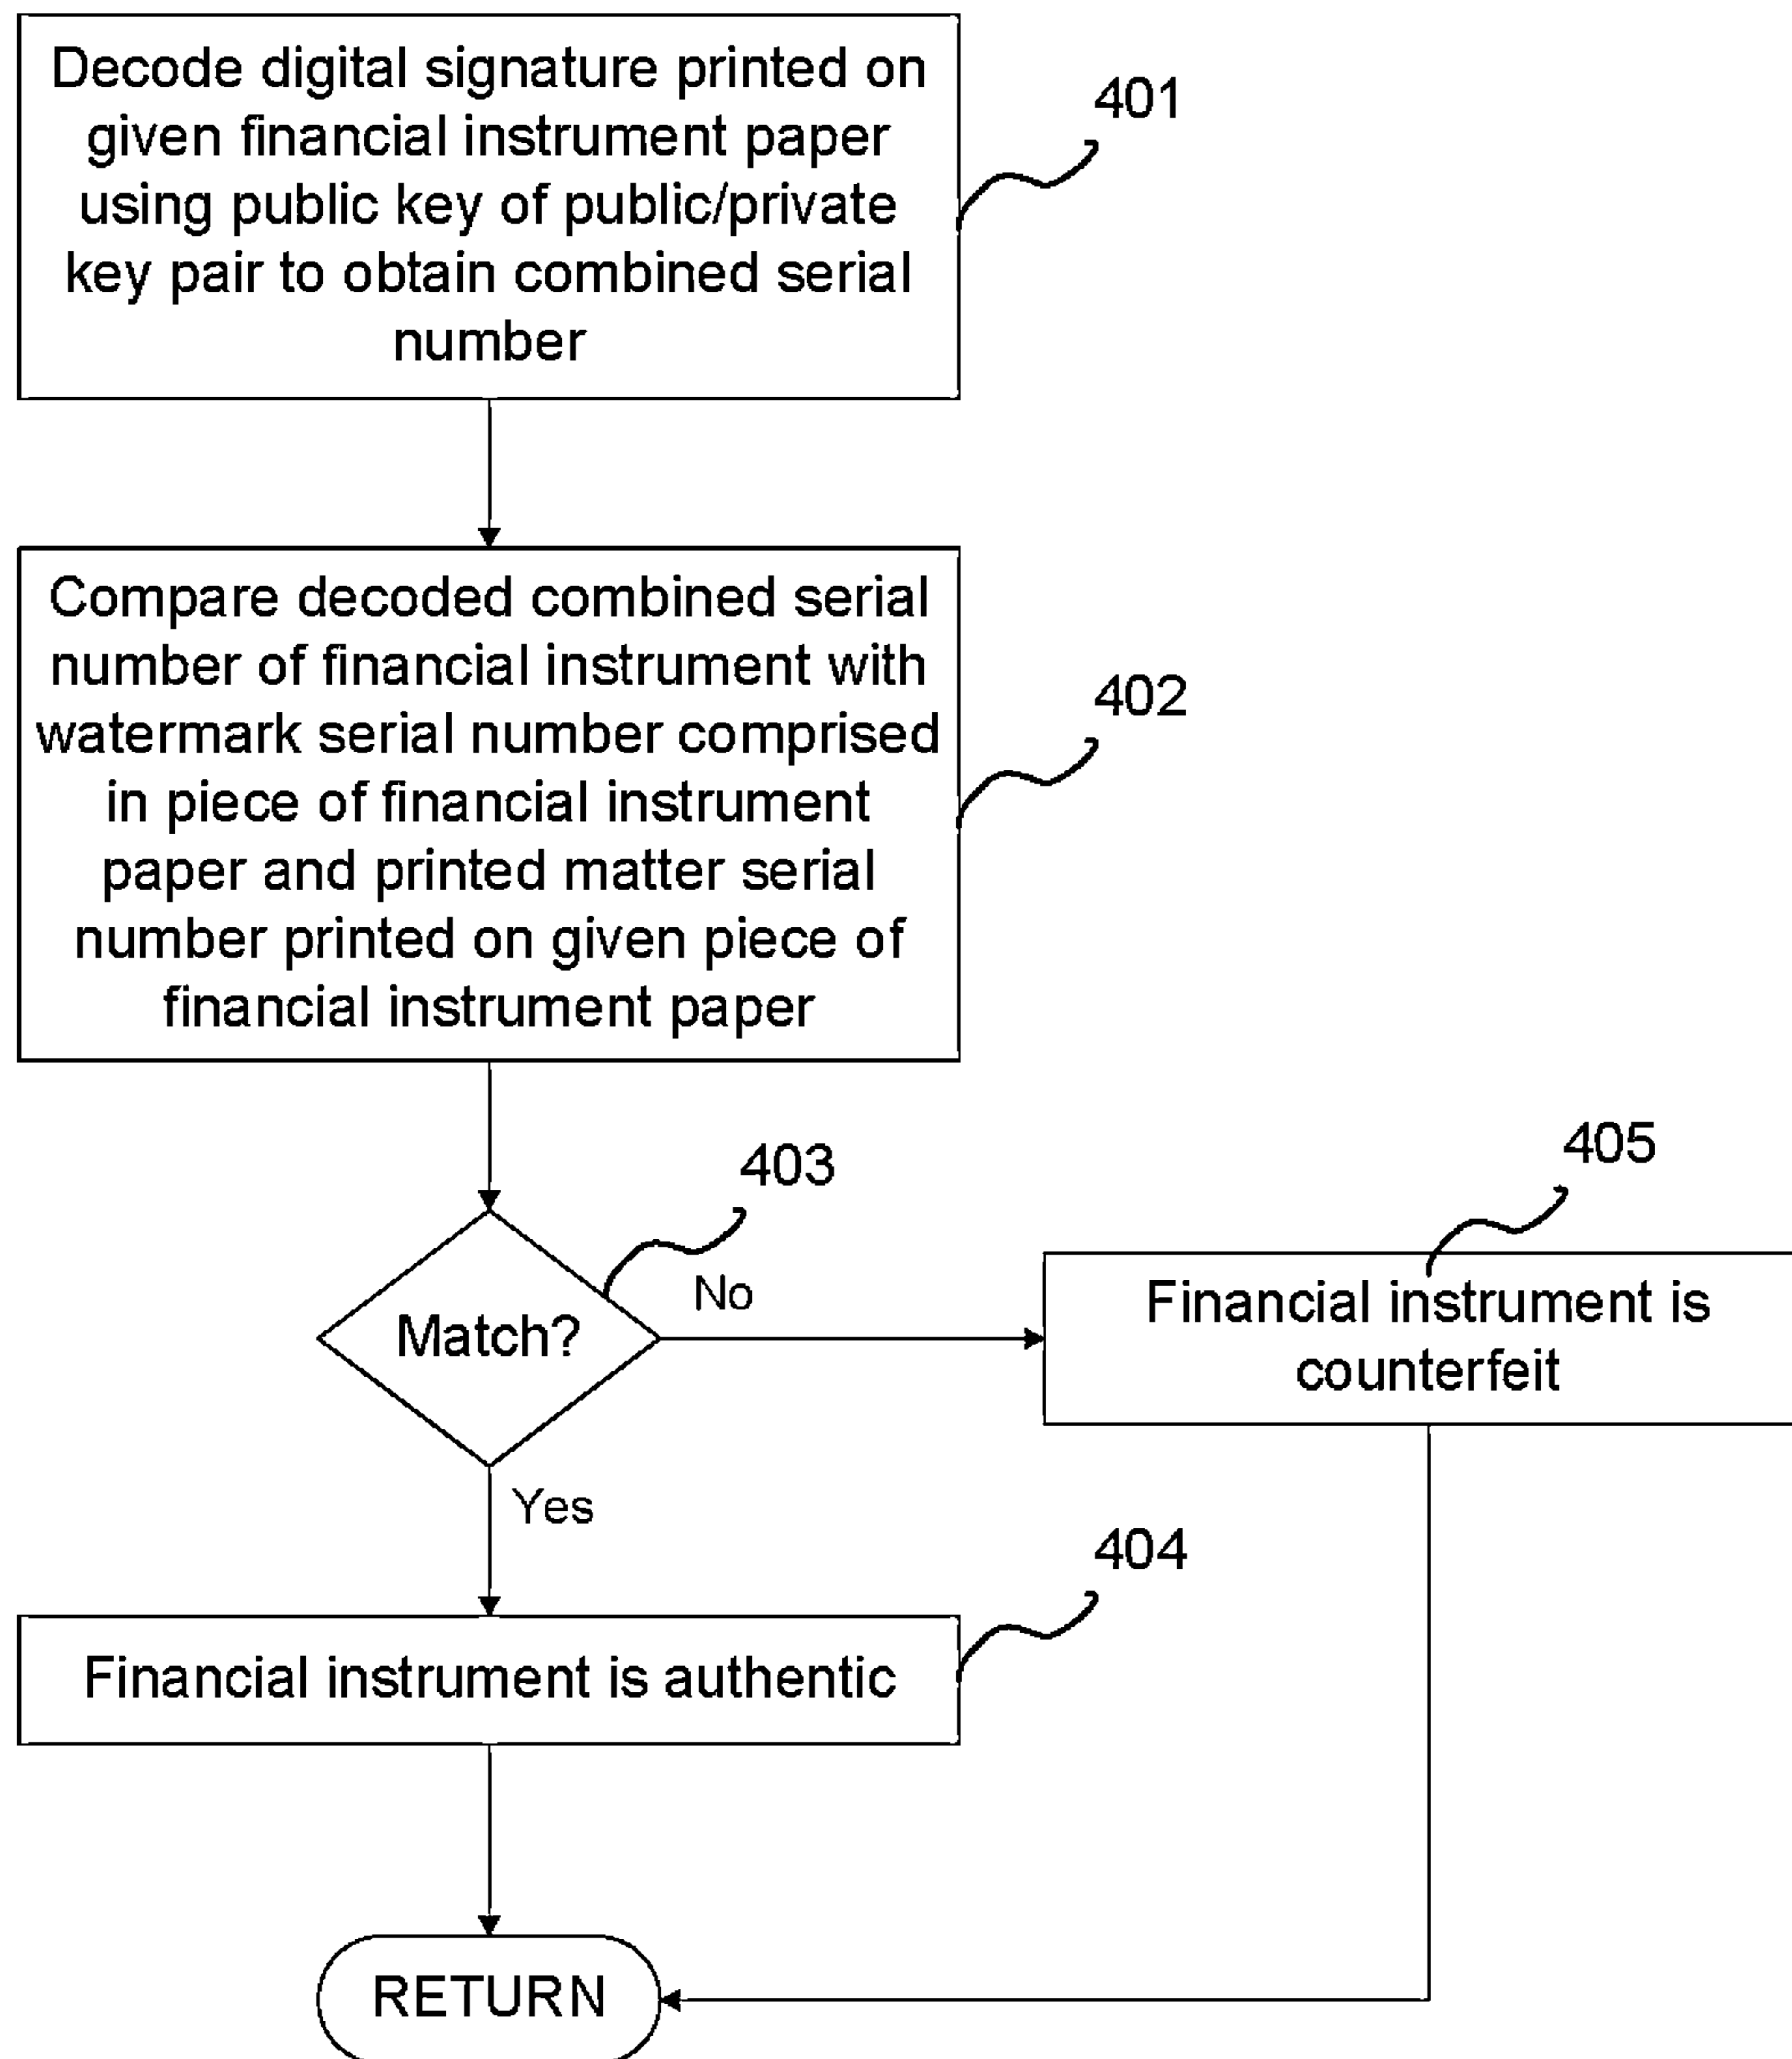 Decode digital signature printed on
given financial instrument paper
using public key of public/private
key pair to obtain combined serial
number
401
Compare decoded combined serial
number of financial instrument with
watermark serial number comprised
in piece of financial instrument
paper and printed matter serial
number printed on given piece of
financial instrument paper
402
403
Match?
No
405
Financial instrument is
counterfeit
Yes
404
Financial instrument is authentic
RETURN